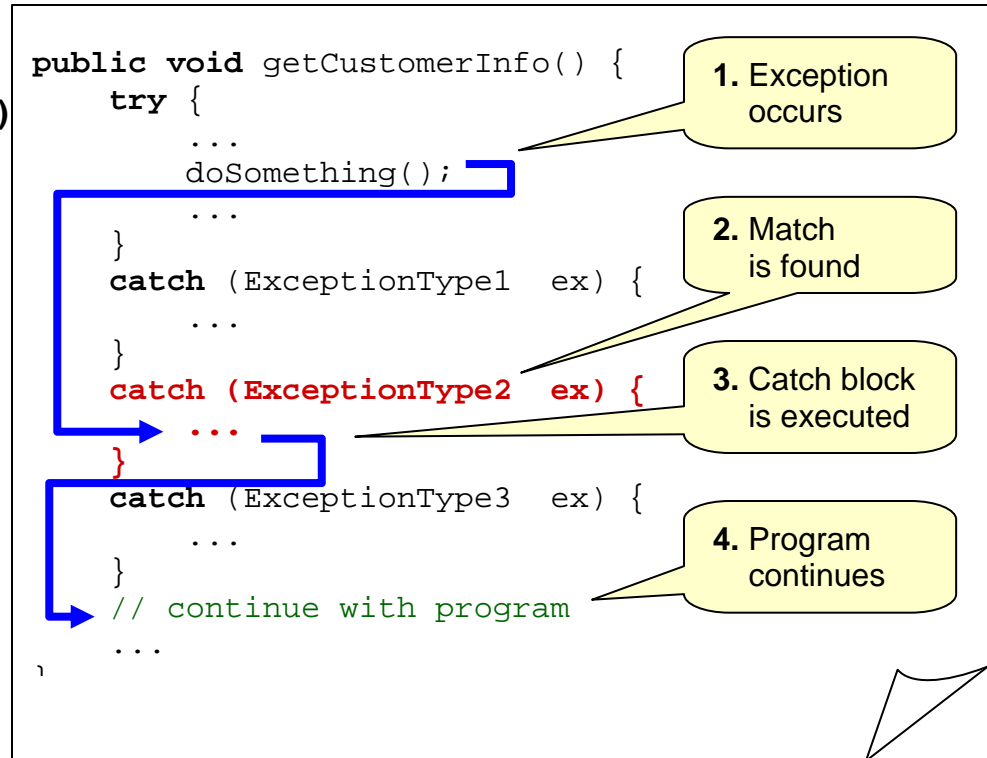 public void getCustomerInfo() {
try {
)
...
doSomething();
...
}
catch (ExceptionType1  ex) {
...
}
catch (ExceptionType2  ex) {
...
}
catch (ExceptionType3  ex) {
...
}
// continue with program
...
1. Exception
occurs
2. Match
is found
3. Catch block
is executed
4. Program
continues